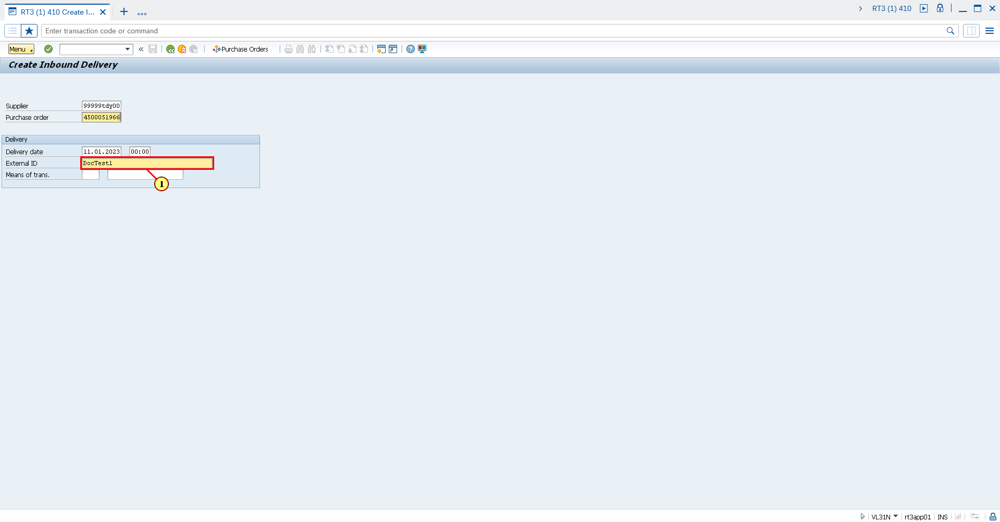 RT3 (1) 410 Create I...
RT3 (1) 410
Enter transaction code or command
Menu
Purchase Orders
Create Inbound Delivery
Supplier 99999tdy00
Purchase order 4500051966
Delivery
Delivery date 11.01.2023 00:00
External ID DocTest1
Means of trans.
1
VL31N rt3app01 INS